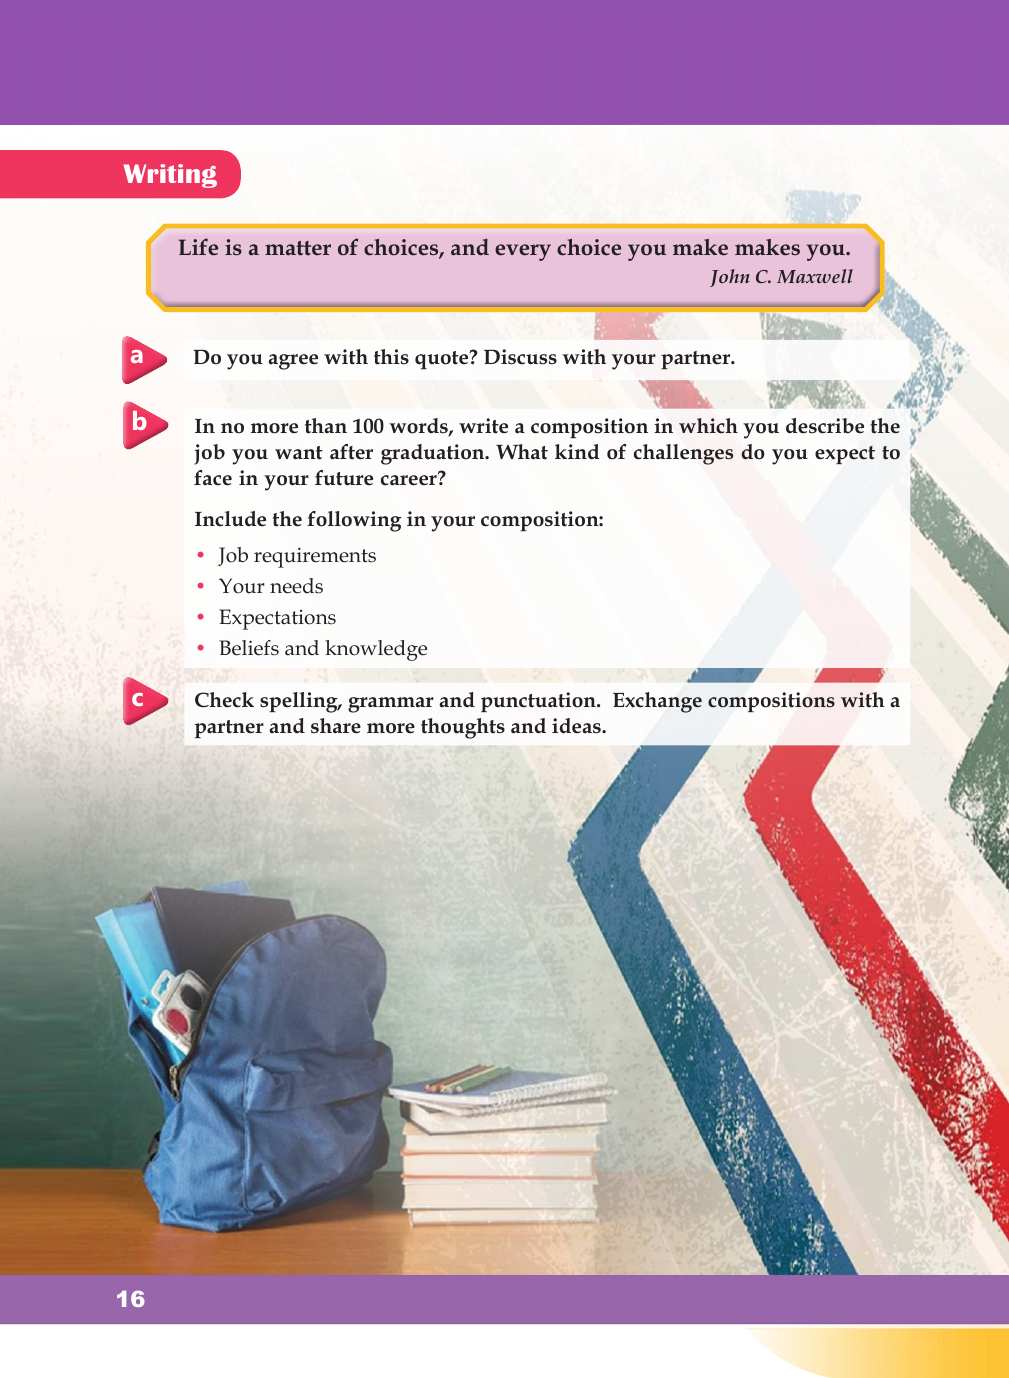 Writing
Life is a matter of choices, and every choice you make makes you.
John C. Maxwell
a
Do you agree with this quote? Discuss with your partner.
b
In no more than 100 words, write a composition in which you describe the
job you want after graduation. What kind of challenges do you expect to
face in your future career?
Include the following in your composition:
• Job requirements
• Your needs
• Expectations
• Beliefs and knowledge
c
Check spelling, grammar and punctuation. Exchange compositions with a
partner and share more thoughts and ideas.
16